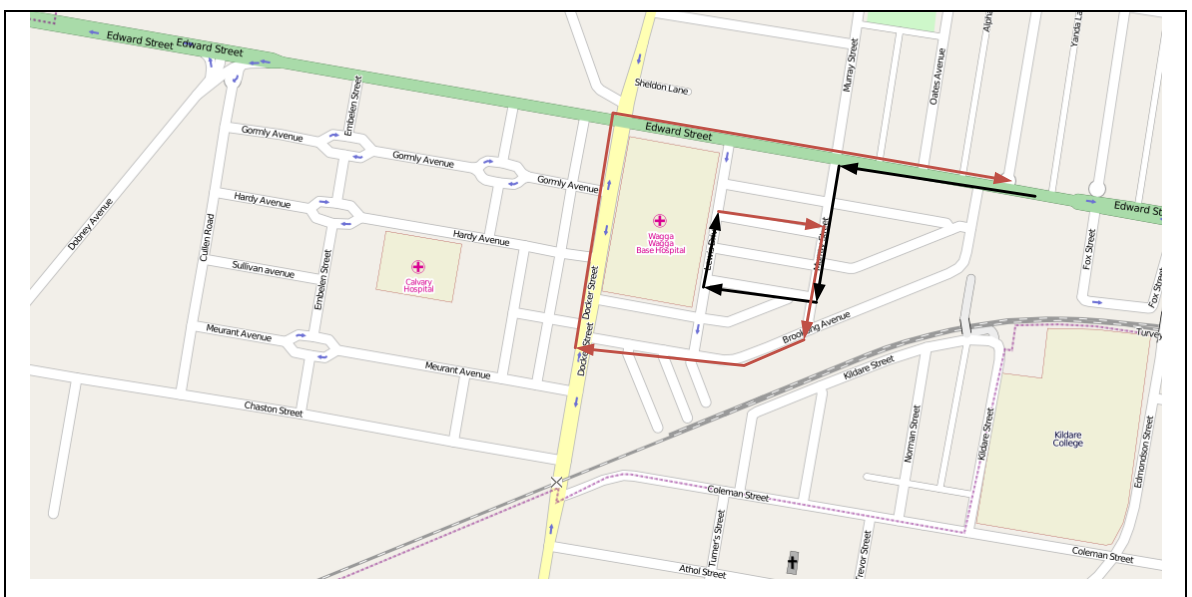 Edward Street
Edward Street
Sheldon Lane
Murray Street
Oates Avenue
Edward Street
Embelen Street
Gormly Avenue
Gormly Avenue
Gormly Avenue
Edward St
Hardy Avenue
Hardy Avenue
Dobney Avenue
Cullen Road
Wagga
Wagga
Base Hospital
Fox Street
Fox Street
Sullivan avenue
Embelen Street
Calvary
Hospital
Docker Street
Docker Street
Brookong Avenue
Meurant Avenue
Meurant Avenue
Turvey
Kildare Street
Chaston Street
Norman Street
Kildare Street
Kildare
College
Edmondson Street
Coleman Street
Turner's Street
Trevor Street
Coleman Street
Athol Street